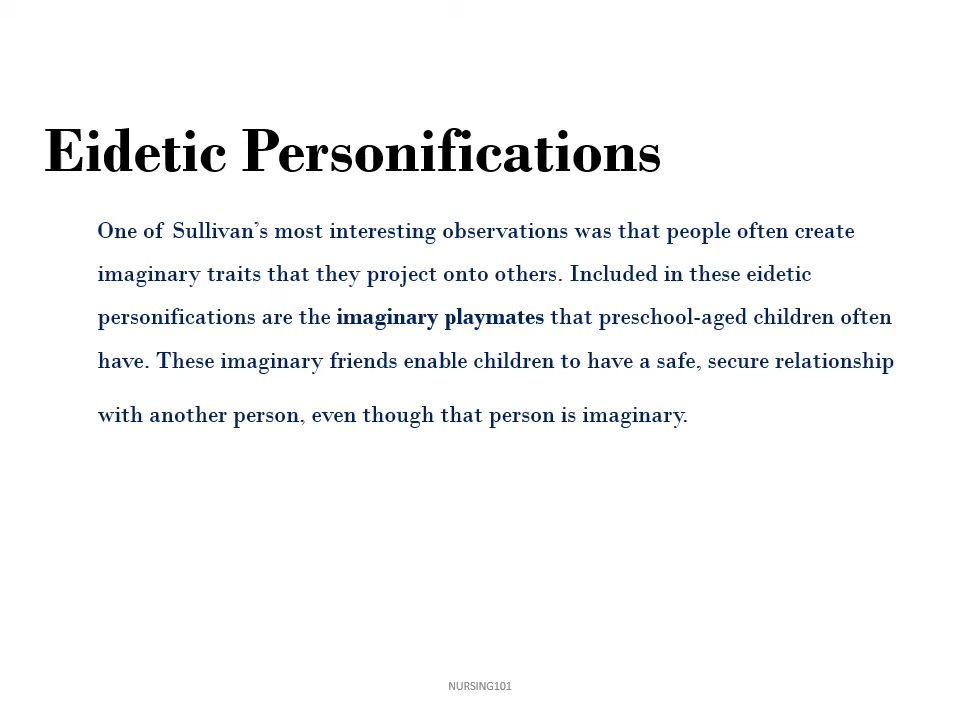 Eidetic Personifications
One of Sullivan’s most interesting observations was that people often create
imaginary traits that they project onto others. Included in these eidetic
personifications are the imaginary playmates that preschool-aged children often
have. These imaginary friends enable children to have a safe, secure relationship
with another person, even though that person is imaginary.
NURSING101